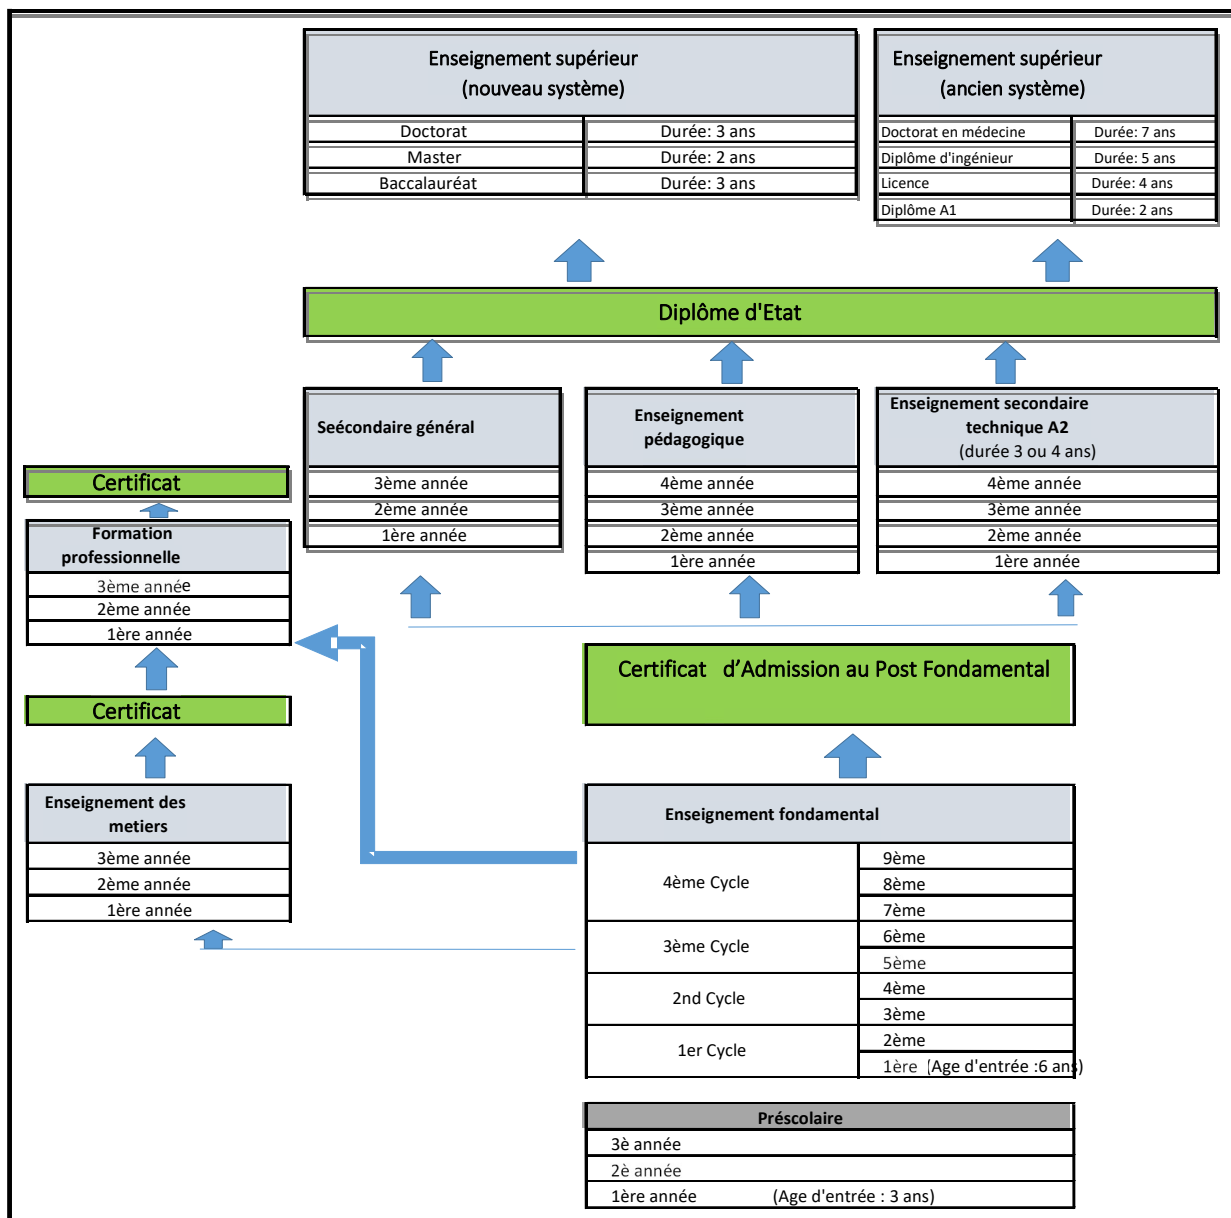 Enseignement supérieur
(nouveau système)
Doctorat Durée: 3 ans
Master Durée: 2 ans
Baccalauréat Durée: 3 ans
Enseignement supérieur
(ancien système)
Doctorat en médecine Durée: 7 ans
Diplôme d'ingénieur Durée: 5 ans
Licence Durée: 4 ans
Diplôme A1 Durée: 2 ans
Diplôme d'Etat
Seécondaire général
3ème année
2ème année
1ère année
Enseignement
pédagogique
4ème année
3ème année
2ème année
1ère année
Enseignement secondaire
technique A2
(durée 3 ou 4 ans)
4ème année
3ème année
2ème année
1ère année
Certificat
Formation
professionnelle
3ème année
2ème année
1ère année
Certificat d’Admission au Post Fondamental
Certificat
Enseignement des
metiers
3ème année
2ème année
1ère année
Enseignement fondamental
4ème Cycle
9ème
8ème
7ème
3ème Cycle
6ème
5ème
2nd Cycle
4ème
3ème
1er Cycle
2ème
1ère (Age d'entrée :6 ans)
Préscolaire
3è année
2è année
1ère année (Age d'entrée : 3 ans)